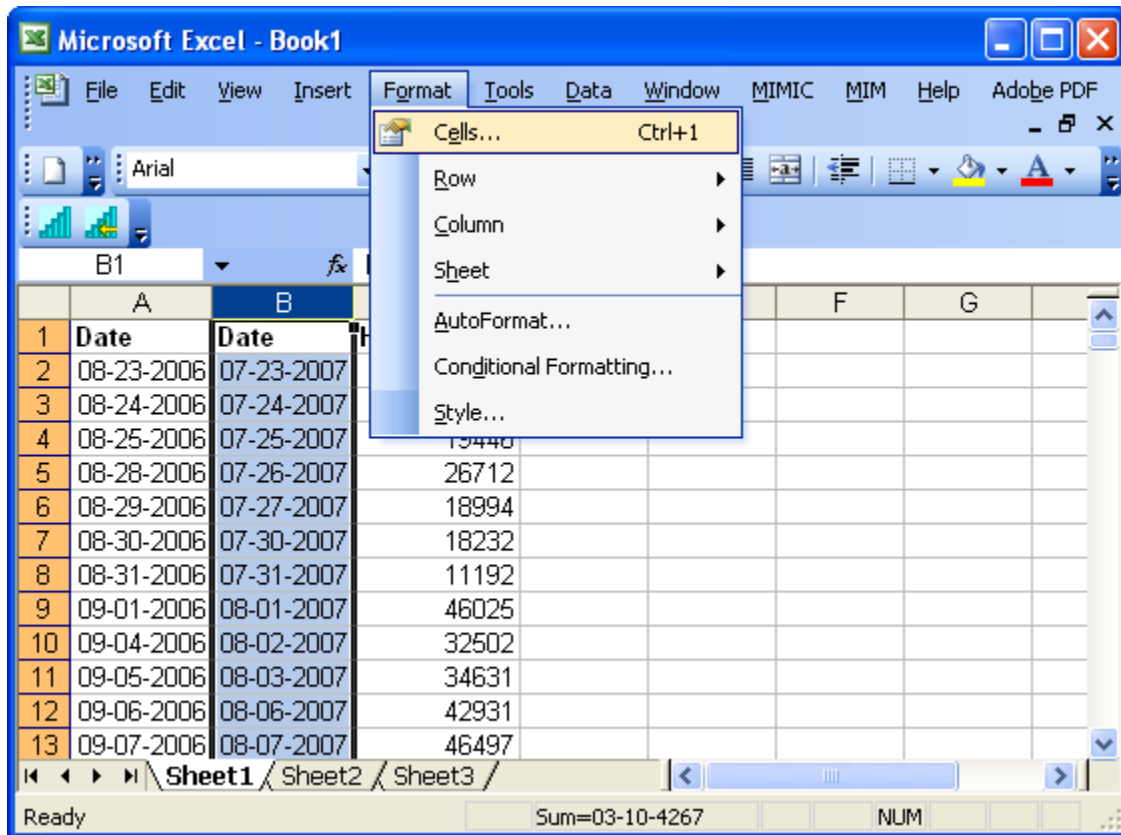 Microsoft Excel - Book1
File Edit View Insert Format Tools Data Window MIMIC MIM Help Adobe PDF
Cells... Ctrl+1
Arial
Row
Column
B1 fx
Sheet
A B F G
AutoFormat...
1 Date Date
Conditional Formatting...
2 08-23-2006 07-23-2007
Style...
3 08-24-2006 07-24-2007
4 08-25-2006 07-25-2007
5 08-28-2006 07-26-2007 26712
6 08-29-2006 07-27-2007 18994
7 08-30-2006 07-30-2007 18232
8 08-31-2006 07-31-2007 11192
9 09-01-2006 08-01-2007 46025
10 09-04-2006 08-02-2007 32502
11 09-05-2006 08-03-2007 34631
12 09-06-2006 08-06-2007 42931
13 09-07-2006 08-07-2007 46497
Sheet1 Sheet2 Sheet3
Ready Sum=03-10-4267 NUM